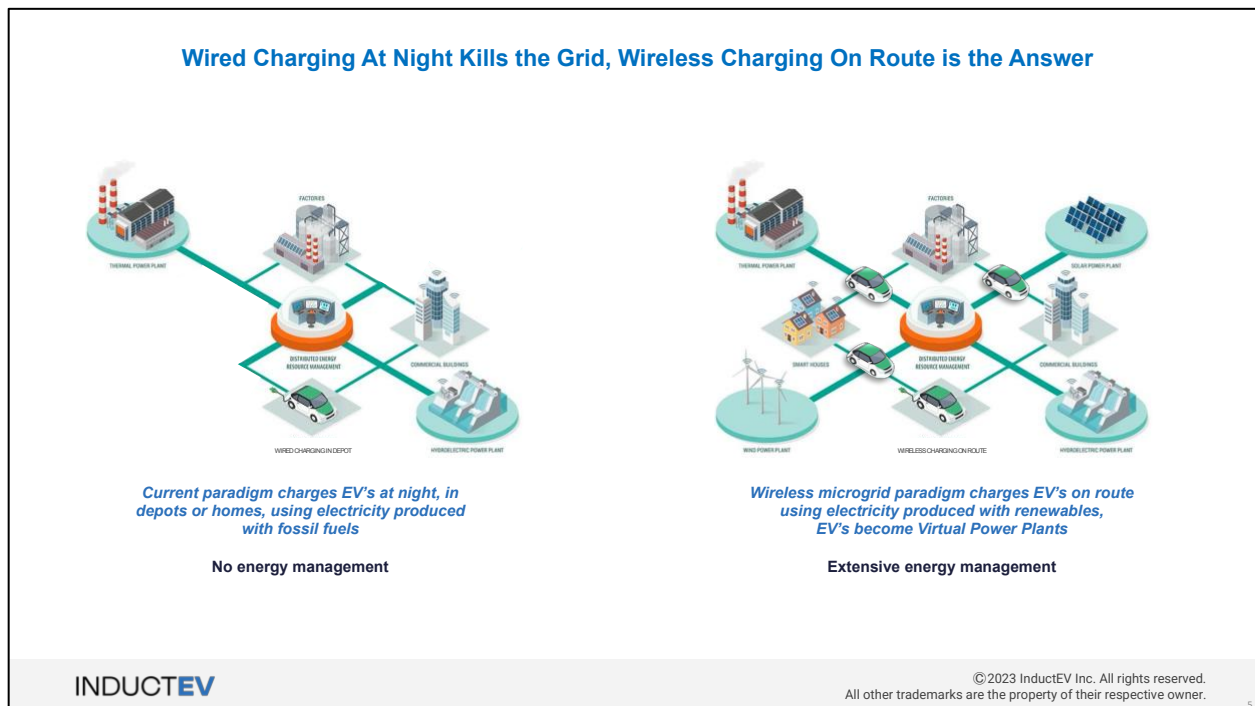 Wired Charging At Night Kills the Grid, Wireless Charging On Route is the Answer
THERMAL POWER PLANT
FACTORIES
DISTRIBUTED ENERGY
RESOURCE MANAGEMENT
COMMERCIAL BUILDINGS
WIRED CHARGING IN DEPOT
HYDROELECTRIC POWER PLANT
Current paradigm charges EV's at night, in
depots or homes, using electricity produced
with fossil fuels
No energy management
THERMAL POWER PLANT
FACTORIES
SOLAR POWER PLANT
SMART HOUSES
DISTRIBUTED ENERGY
RESOURCE MANAGEMENT
COMMERCIAL BUILDINGS
WIND POWER PLANT
WIRELESS CHARGING ON ROUTE
HYDROELECTRIC POWER PLANT
Wireless microgrid paradigm charges EV's on route
using electricity produced with renewables,
EV's become Virtual Power Plants
Extensive energy management
INDUCTEV
©2023 InductEV Inc. All rights reserved.
All other trademarks are the property of their respective owner.
5